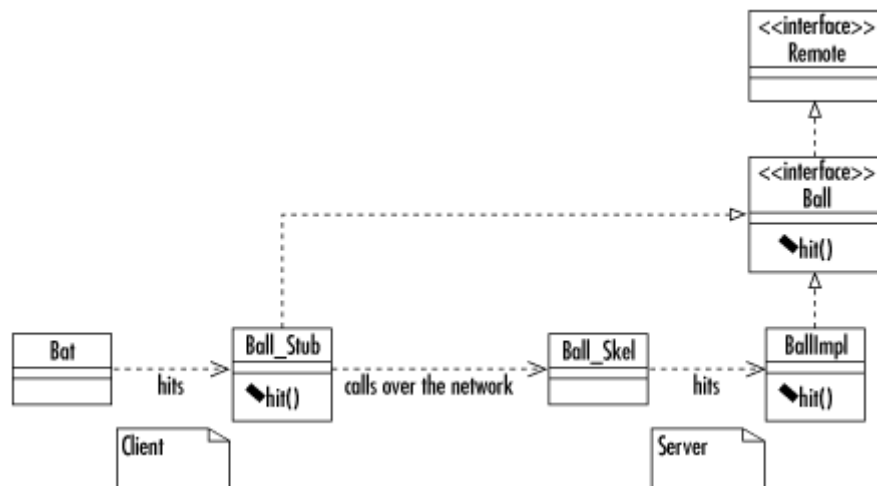 <<interface>>
Remote
<<interface>>
Ball
hit()
Bat
hits
Ball_Stub
hit()
calls over the network
Ball_Skel
hits
BallImpl
hit()
Client
Server